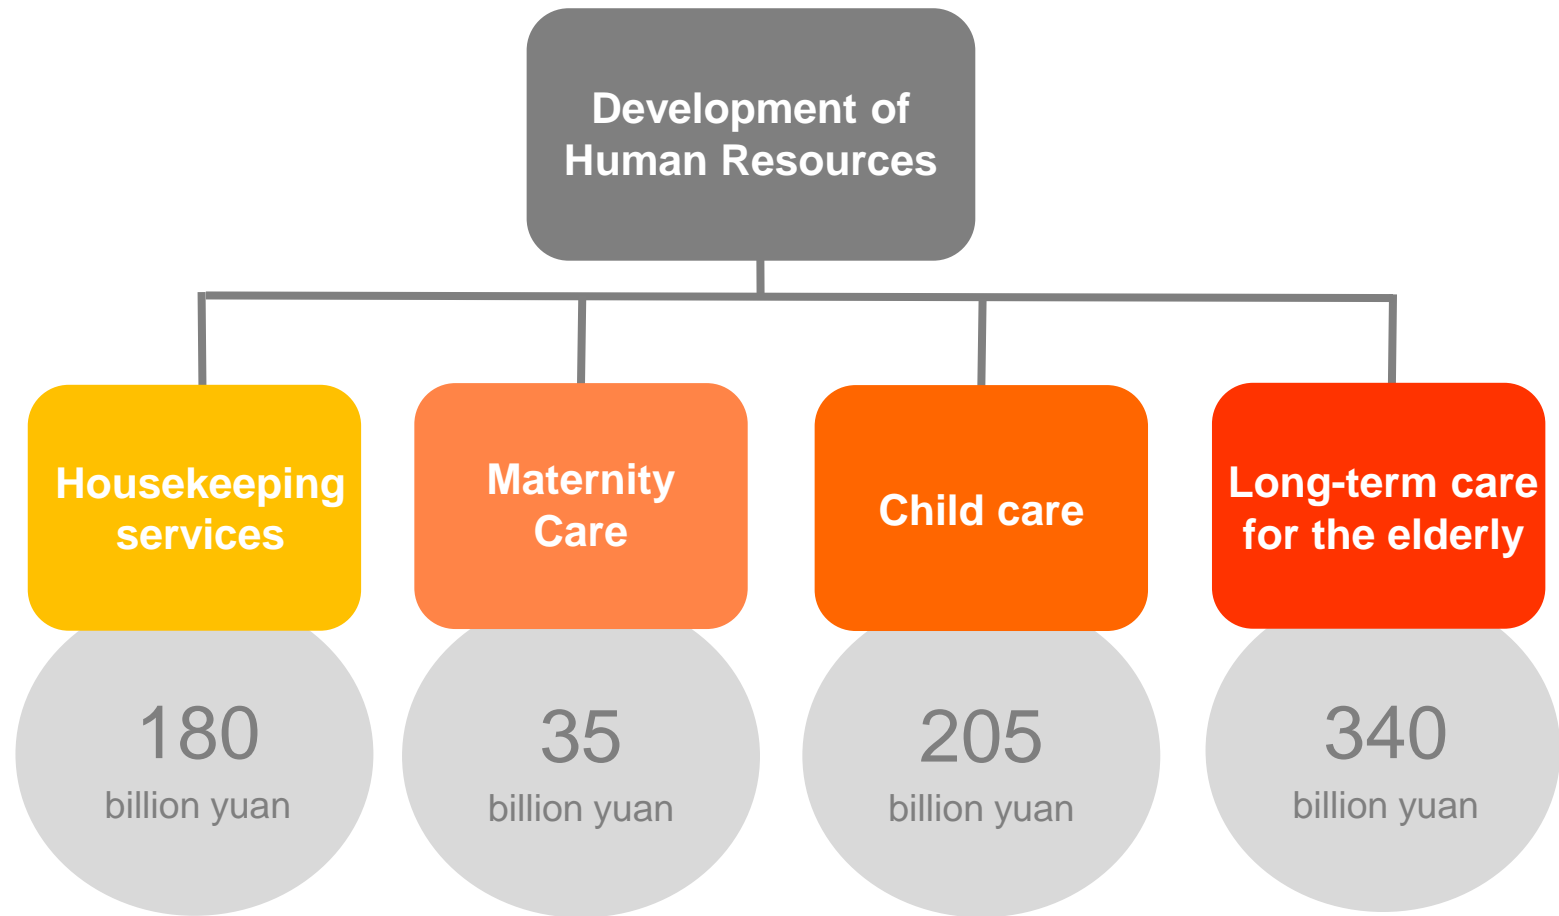 Development of
Human Resources
Housekeeping
services
Maternity
Care
Child care
Long-term care
for the elderly
180
billion yuan
35
billion yuan
205
billion yuan
340
billion yuan